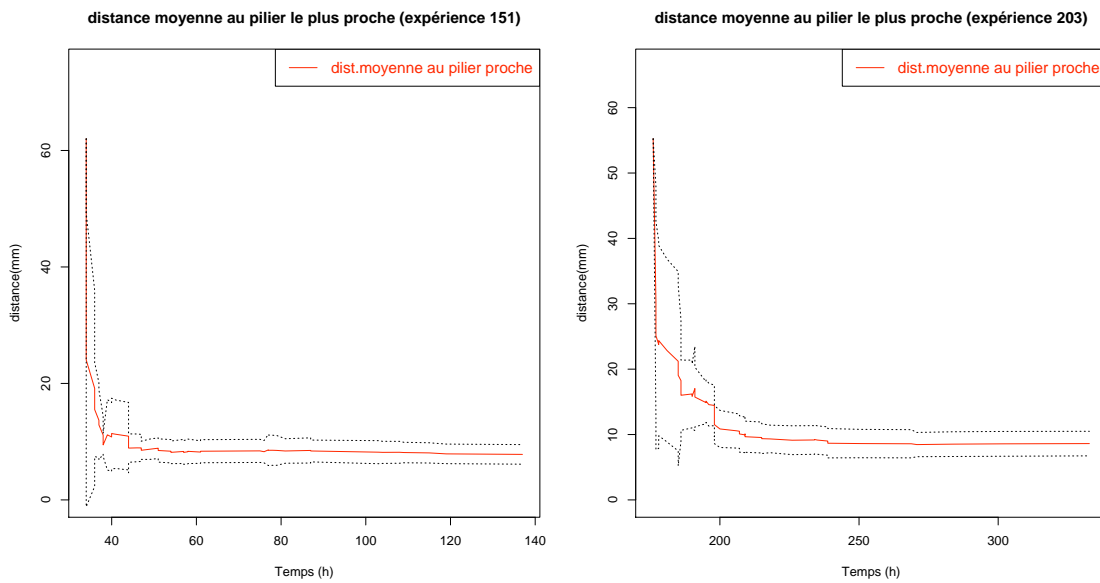 distance moyenne au pilier le plus proche (expérience 151)
dist.moyenne au pilier proche
distance(mm)
60
40
20
0
40 60 80 100 120 140
Temps (h)
distance moyenne au pilier le plus proche (expérience 203)
dist.moyenne au pilier proche
distance(mm)
60
50
40
30
20
10
0
200 250 300
Temps (h)